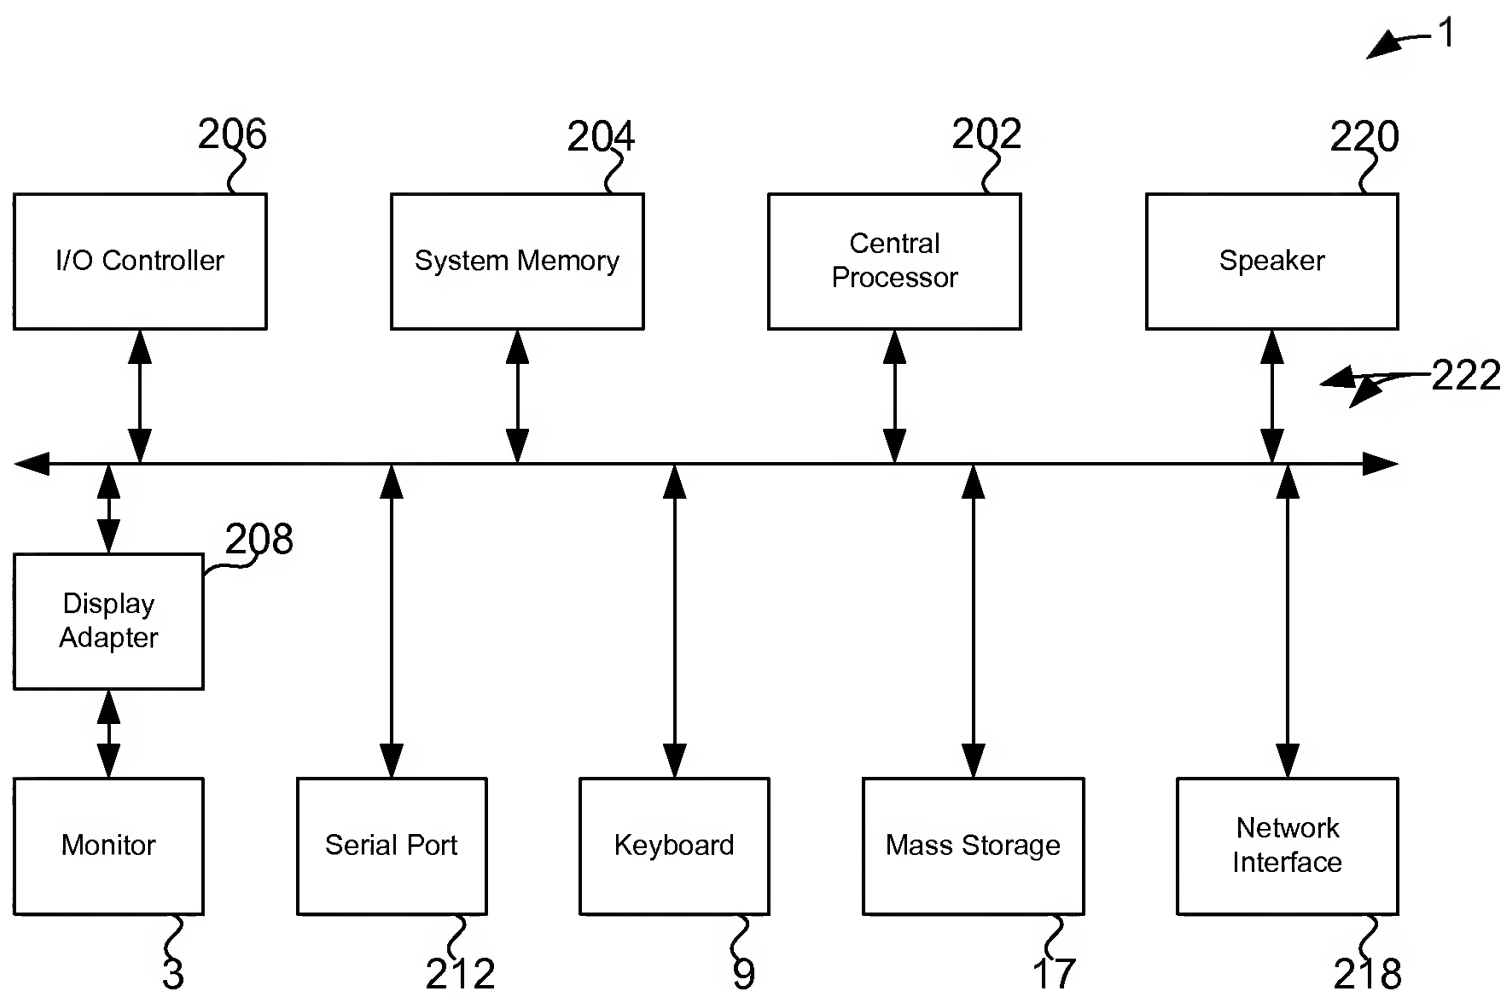 1
206
204
202
220
I/O Controller
System Memory
Central
Processor
Speaker
222
208
Display
Adapter
Monitor
Serial Port
Keyboard
Mass Storage
Network
Interface
3
212
9
17
218